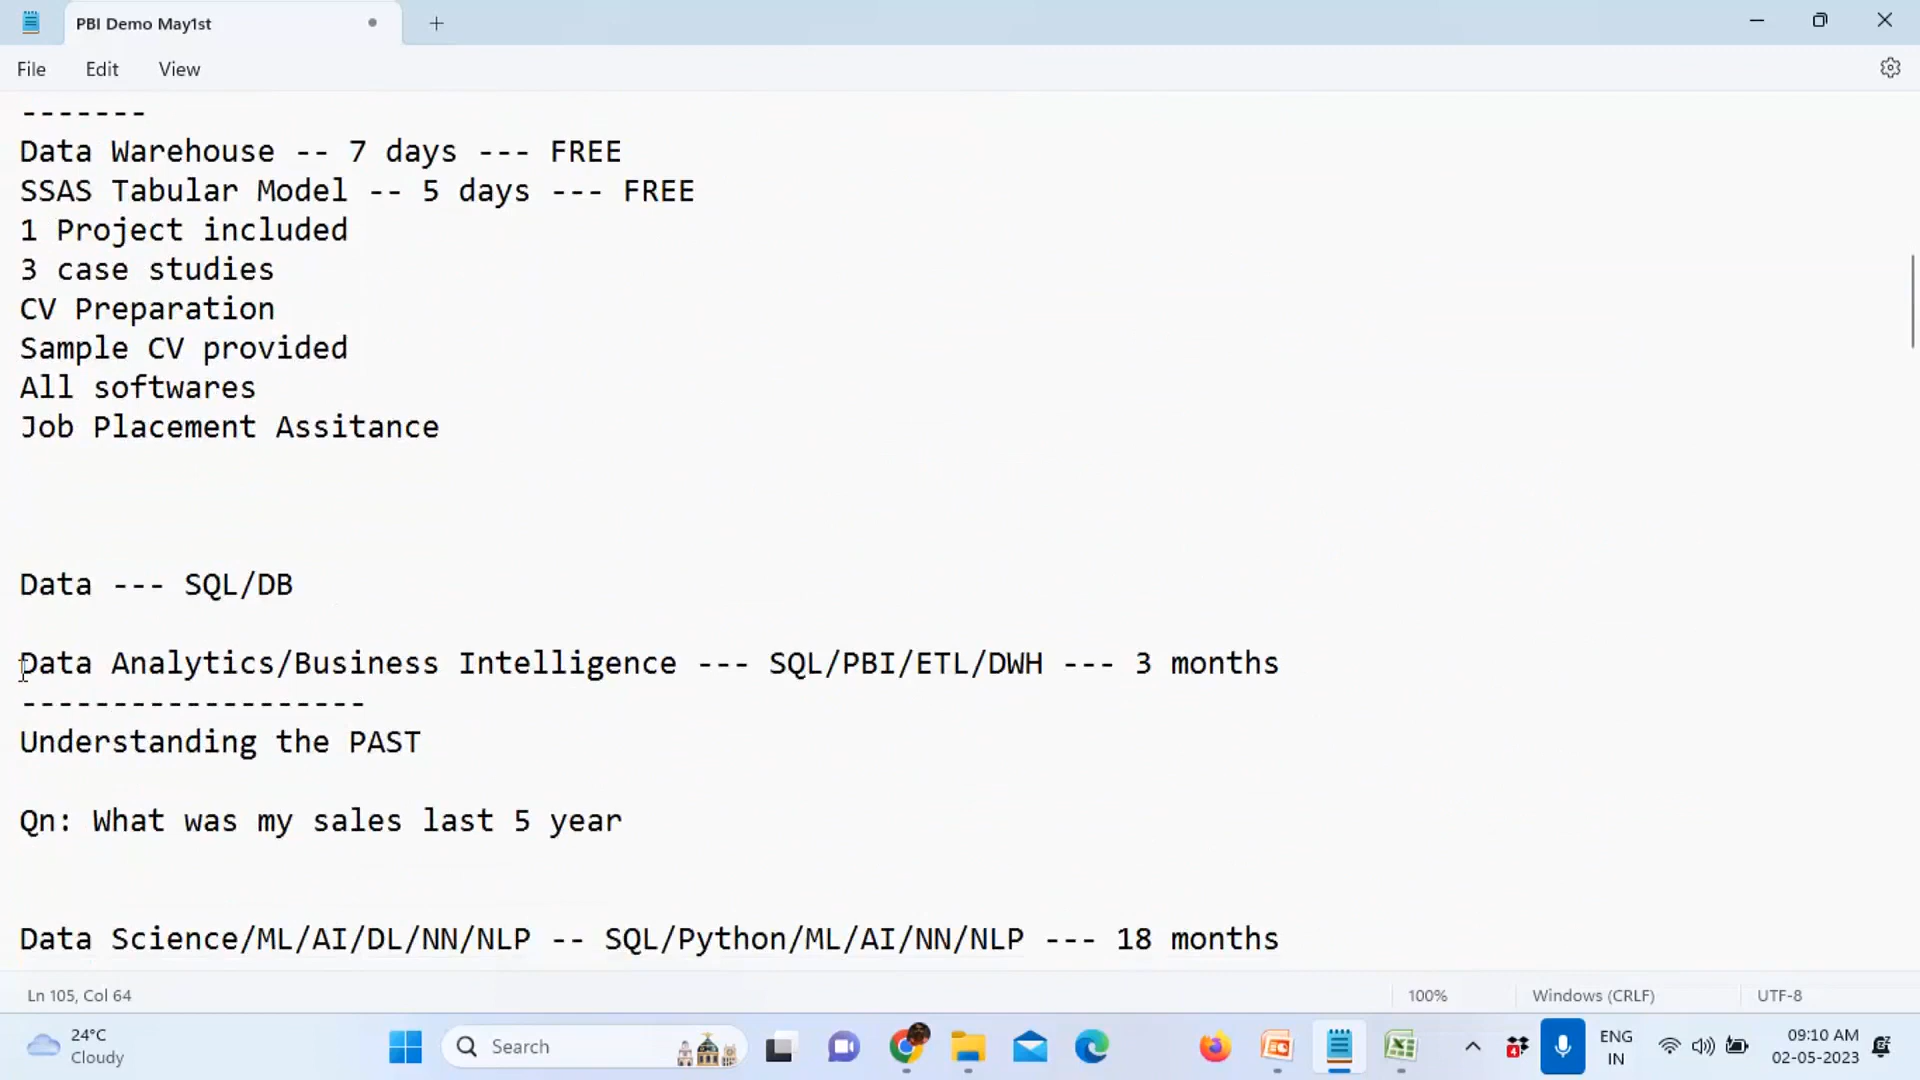 PBI Demo May1st
File Edit View
-------
Data Warehouse -- 7 days --- FREE
SSAS Tabular Model -- 5 days --- FREE
1 Project included
3 case studies
CV Preparation
Sample CV provided
All softwares
Job Placement Assitance
Data --- SQL/DB
Data Analytics/Business Intelligence --- SQL/PBI/ETL/DWH --- 3 months
-------------------
Understanding the PAST
Qn: What was my sales last 5 year
Data Science/ML/AI/DL/NN/NLP -- SQL/Python/ML/AI/NN/NLP --- 18 months
Ln 105, Col 64 100% Windows (CRLF) UTF-8
24°C
Cloudy
Search
4
ENG
IN
09:10 AM
02-05-2023